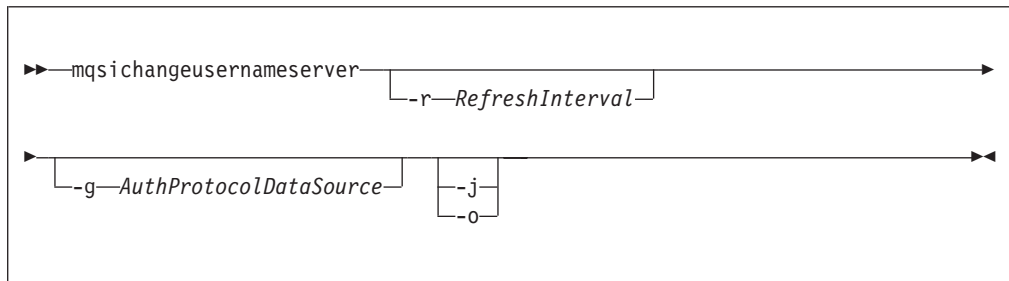 mqsichangeusernameserver
-r RefreshInterval
-g AuthProtocolDataSource -j
-o